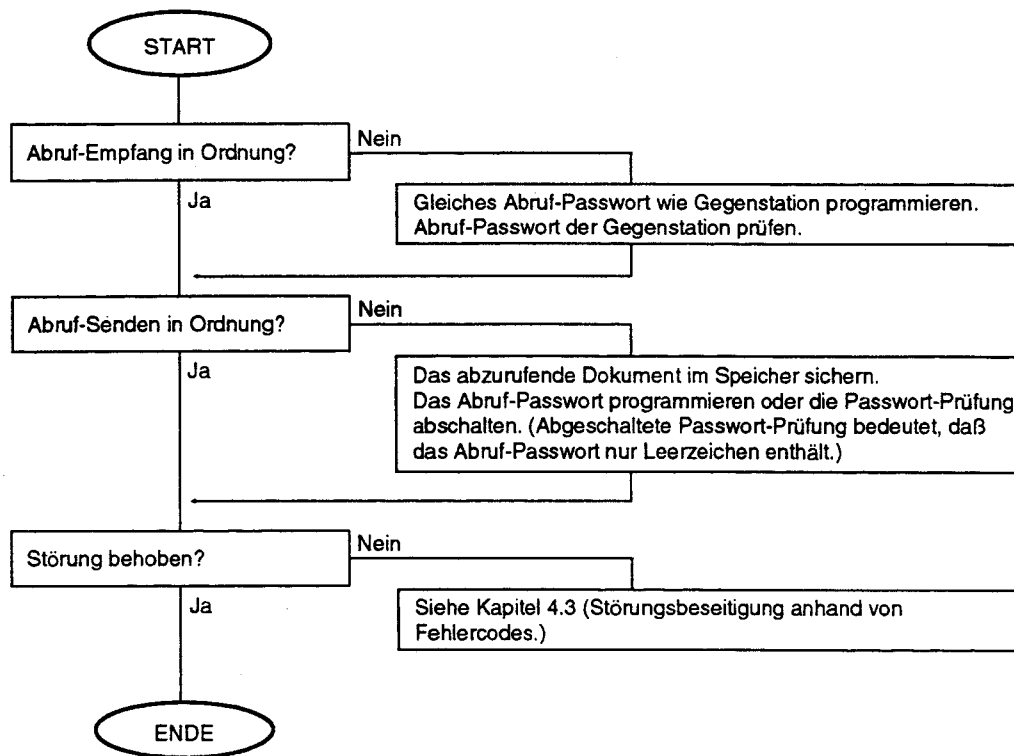 START
Abruf-Empfang in Ordnung?
Nein
Ja
Gleiches Abruf-Passwort wie Gegenstation programmieren.
Abruf-Passwort der Gegenstation prüfen.
Abruf-Senden in Ordnung?
Nein
Ja
Das abzurufende Dokument im Speicher sichern.
Das Abruf-Passwort programmieren oder die Passwort-Prüfung
abschalten. (Abgeschaltete Passwort-Prüfung bedeutet, daß
das Abruf-Passwort nur Leerzeichen enthält.)
Störung behoben?
Nein
Ja
Siehe Kapitel 4.3 (Störungsbeseitigung anhand von
Fehlercodes.)
ENDE